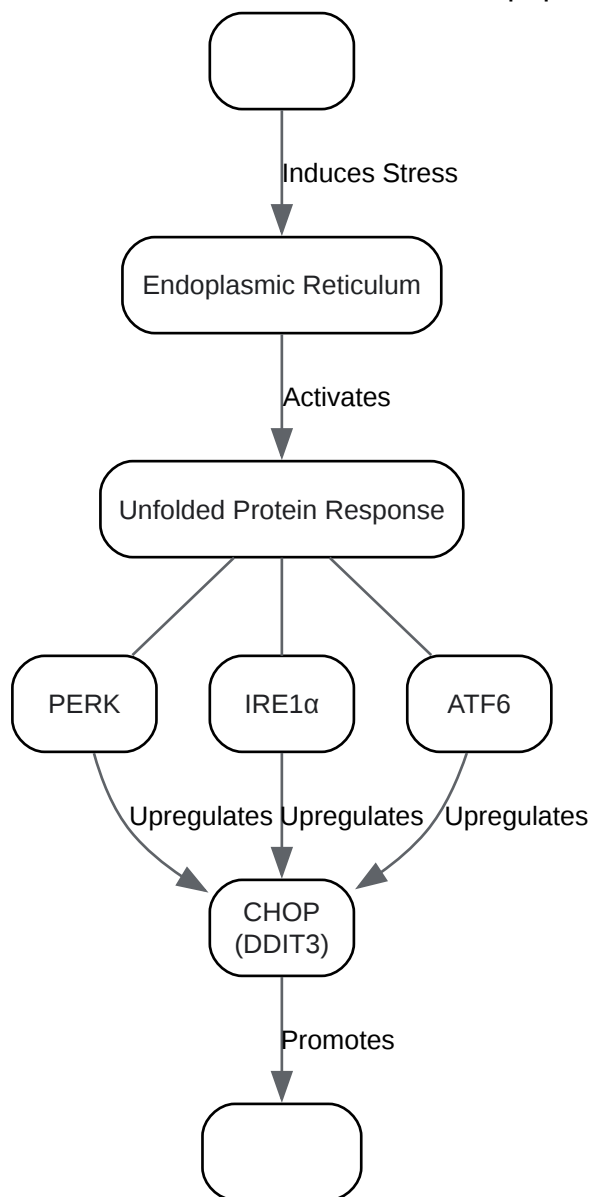 Induces Stress
Endoplasmic Reticulum
Activates
Unfolded Protein Response
PERK
IRE1α
ATF6
Upregulates
Upregulates
Upregulates
CHOP
(DDIT3)
Promotes